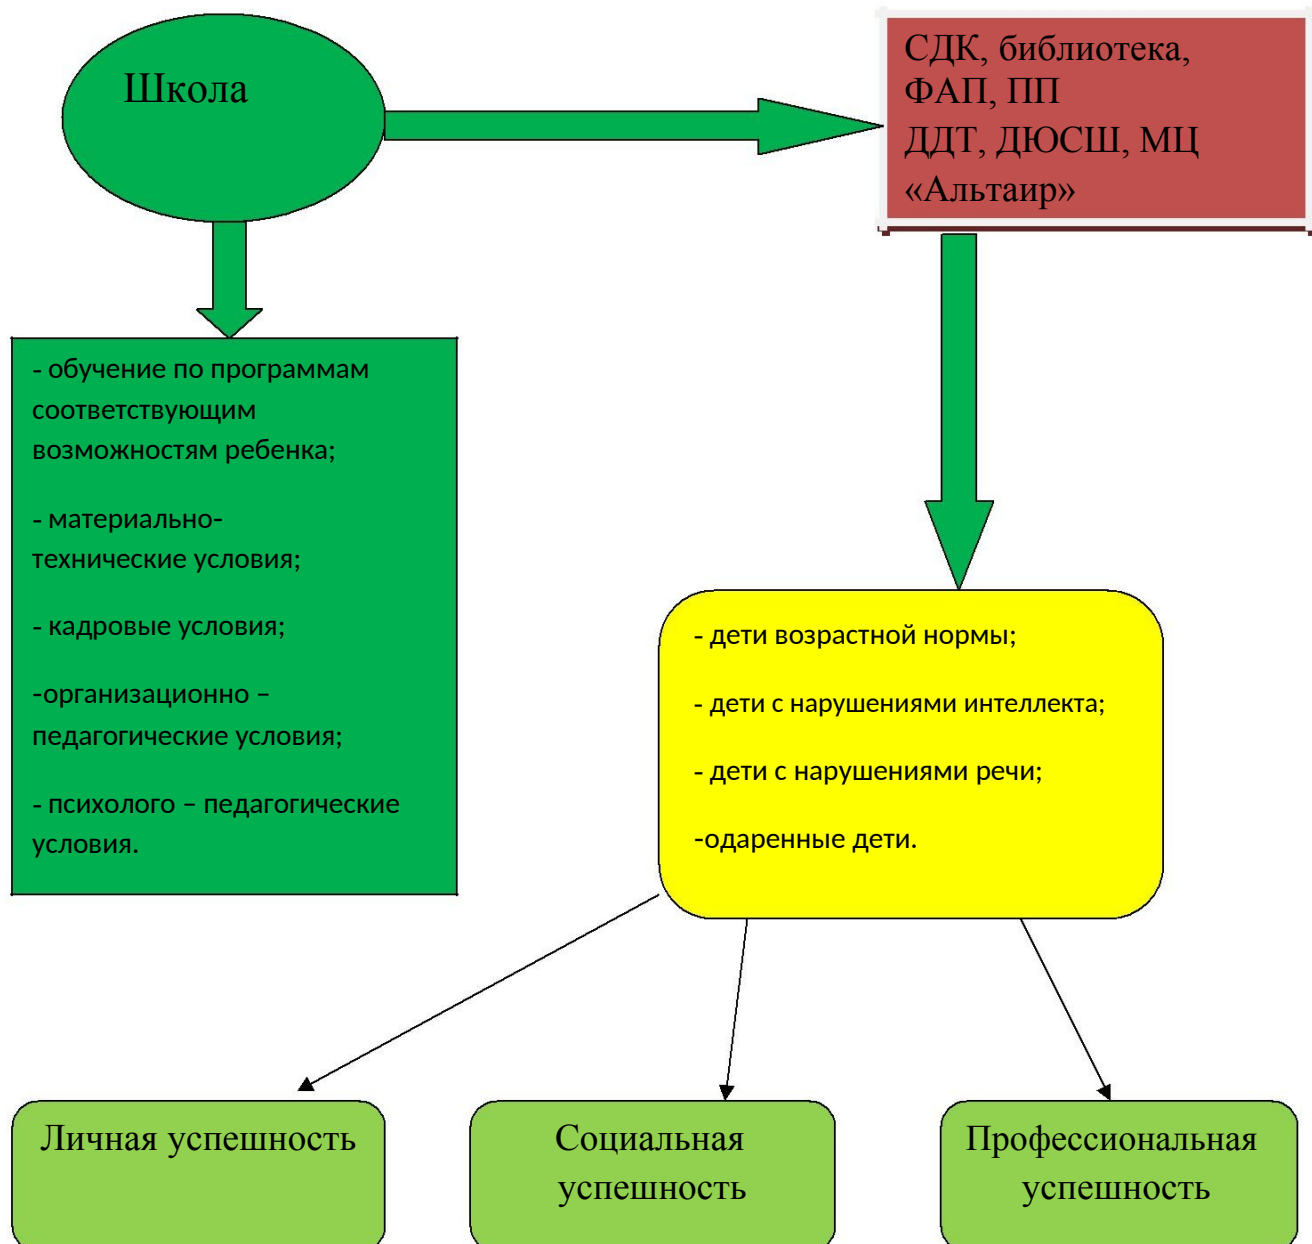 Школа
СДК, библиотека,
ФАП, ПП
ДДТ, ДЮСШ, МЦ
«Альтаир»
- обучение по программам
соответствующим
возможностям ребенка;
- материально-
технические условия;
- кадровые условия;
-организационно –
педагогические условия;
- психолого – педагогические
условия.
- дети возрастной нормы;
- дети с нарушениями интеллекта;
- дети с нарушениями речи;
-одаренные дети.
Личная успешность
Социальная
успешность
Профессиональная
успешность